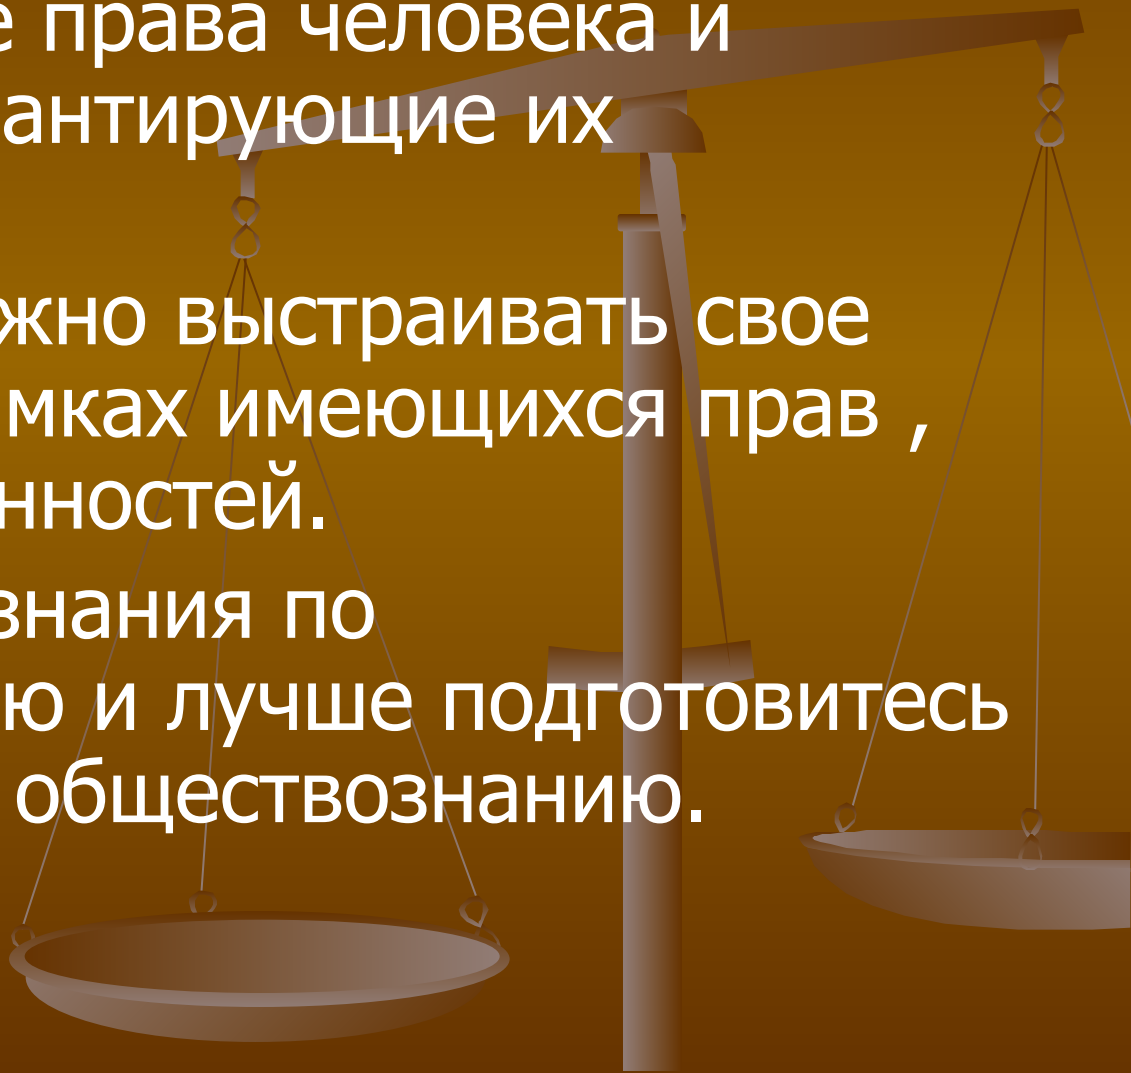 е права человека и
антирующие их
жно выстраивать свое
мках имеющихся прав ,
нностей.
знания по
ю и лучше подготовитесь
обществознанию.